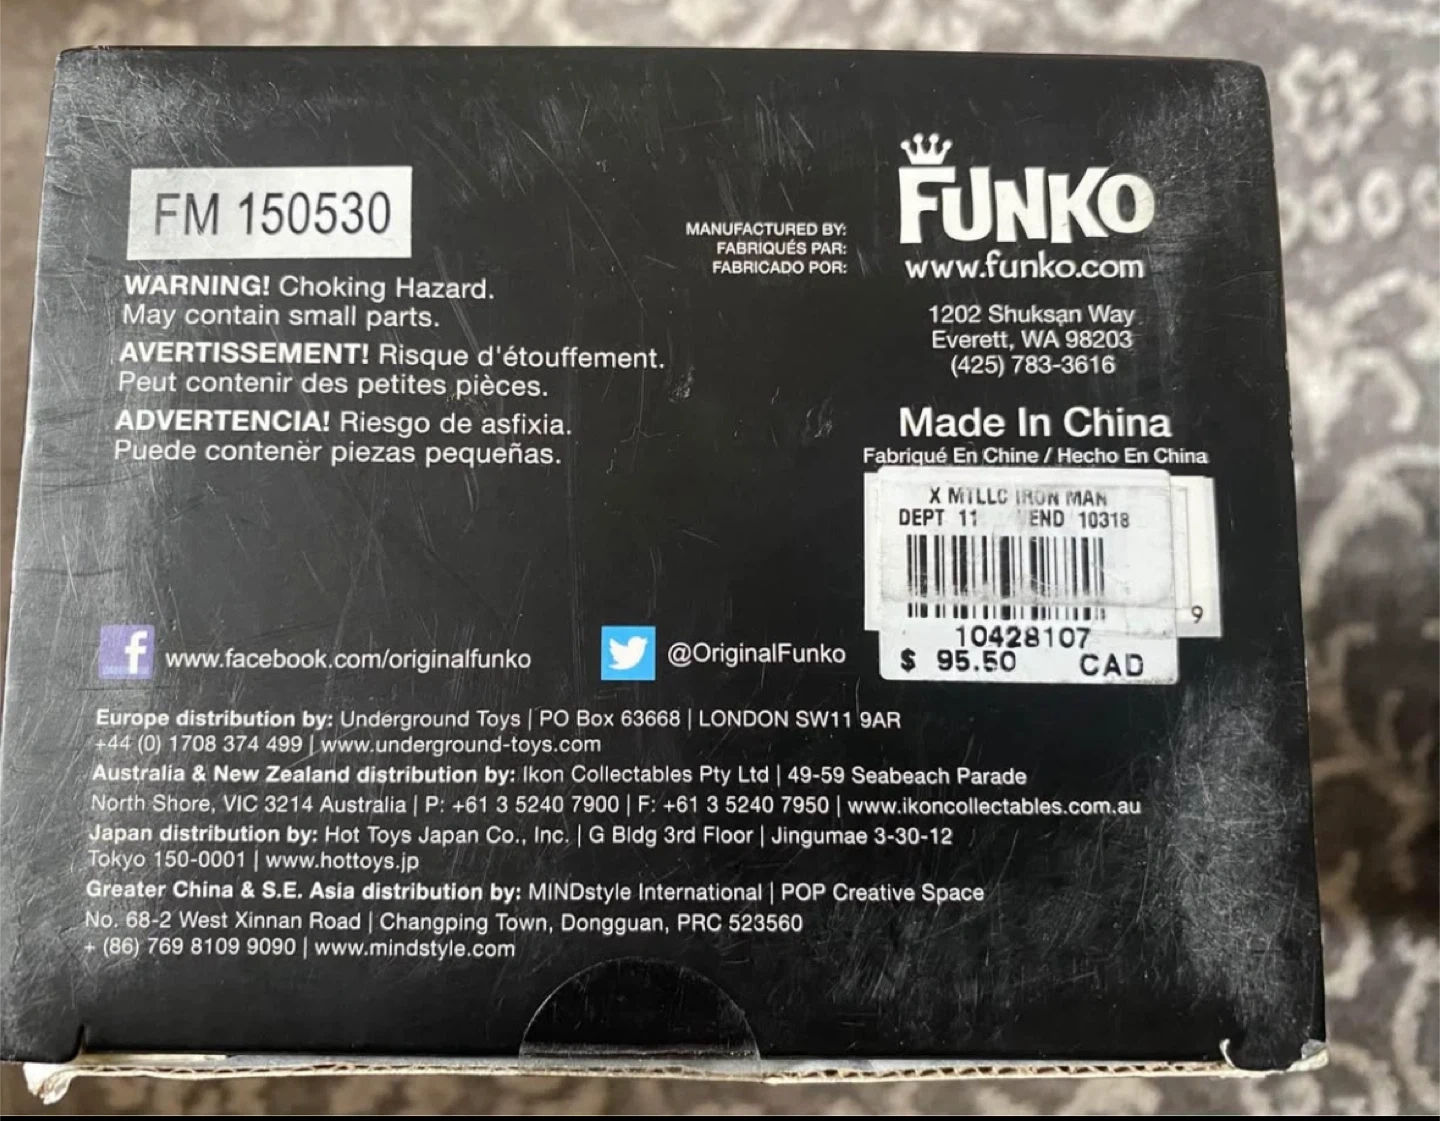 FM 150530
WARNING! Choking Hazard.
May contain small parts.
AVERTISSEMENT! Risque d'étouffement.
Peut contenir des petites pièces.
ADVERTENCIA! Riesgo de asfixia.
Puede contener piezas pequeñas.
MANUFACTURED BY:
FABRIQUÉS PAR:
FABRICADO POR:
FUNKO
www.funko.com
1202 Shuksan Way
Everett, WA 98203
(425) 783-3616
Made In China
Fabriqué En Chine / Hecho En China
X MTLLC IRON MAN
DEPT 11 VEND 10318
9
10428107
$ 95.50 CAD
f www.facebook.com/originalfunko
@OriginalFunko
Europe distribution by: Underground Toys | PO Box 63668 | LONDON SW11 9AR
+44 (0) 1708 374 499 | www.underground-toys.com
Australia & New Zealand distribution by: Ikon Collectables Pty Ltd | 49-59 Seabeach Parade
North Shore, VIC 3214 Australia | P: +61 3 5240 7900 | F: +61 3 5240 7950 | www.ikoncollectables.com.au
Japan distribution by: Hot Toys Japan Co., Inc. | G Bldg 3rd Floor | Jingumae 3-30-12
Tokyo 150-0001 | www.hottoys.jp
Greater China & S.E. Asia distribution by: MINDstyle International | POP Creative Space
No. 68-2 West Xinnan Road | Changping Town, Dongguan, PRC 523560
+ (86) 769 8109 9090 | www.mindstyle.com